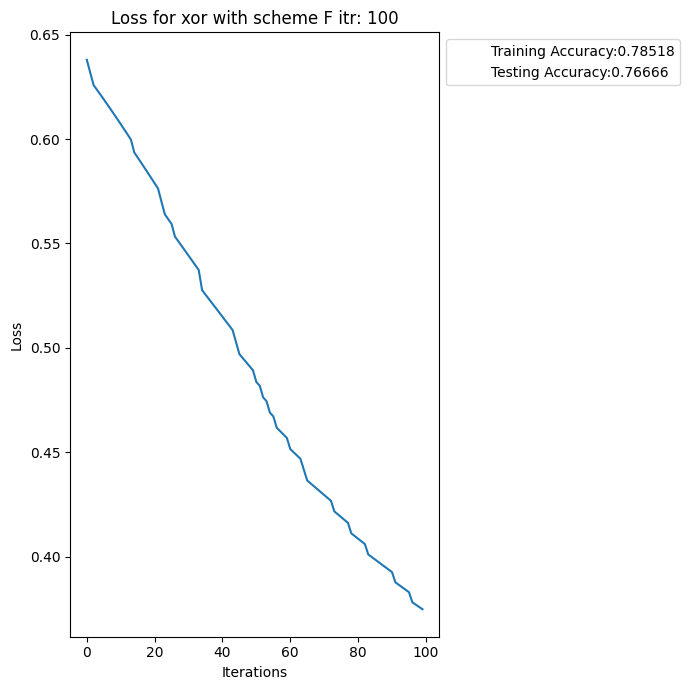 Loss for xor with scheme F itr: 100
Training Accuracy:0.78518
Testing Accuracy:0.76666
0.65
0.60
0.55
0.50
0.45
0.40
Loss
0 20 40 60 80 100
Iterations